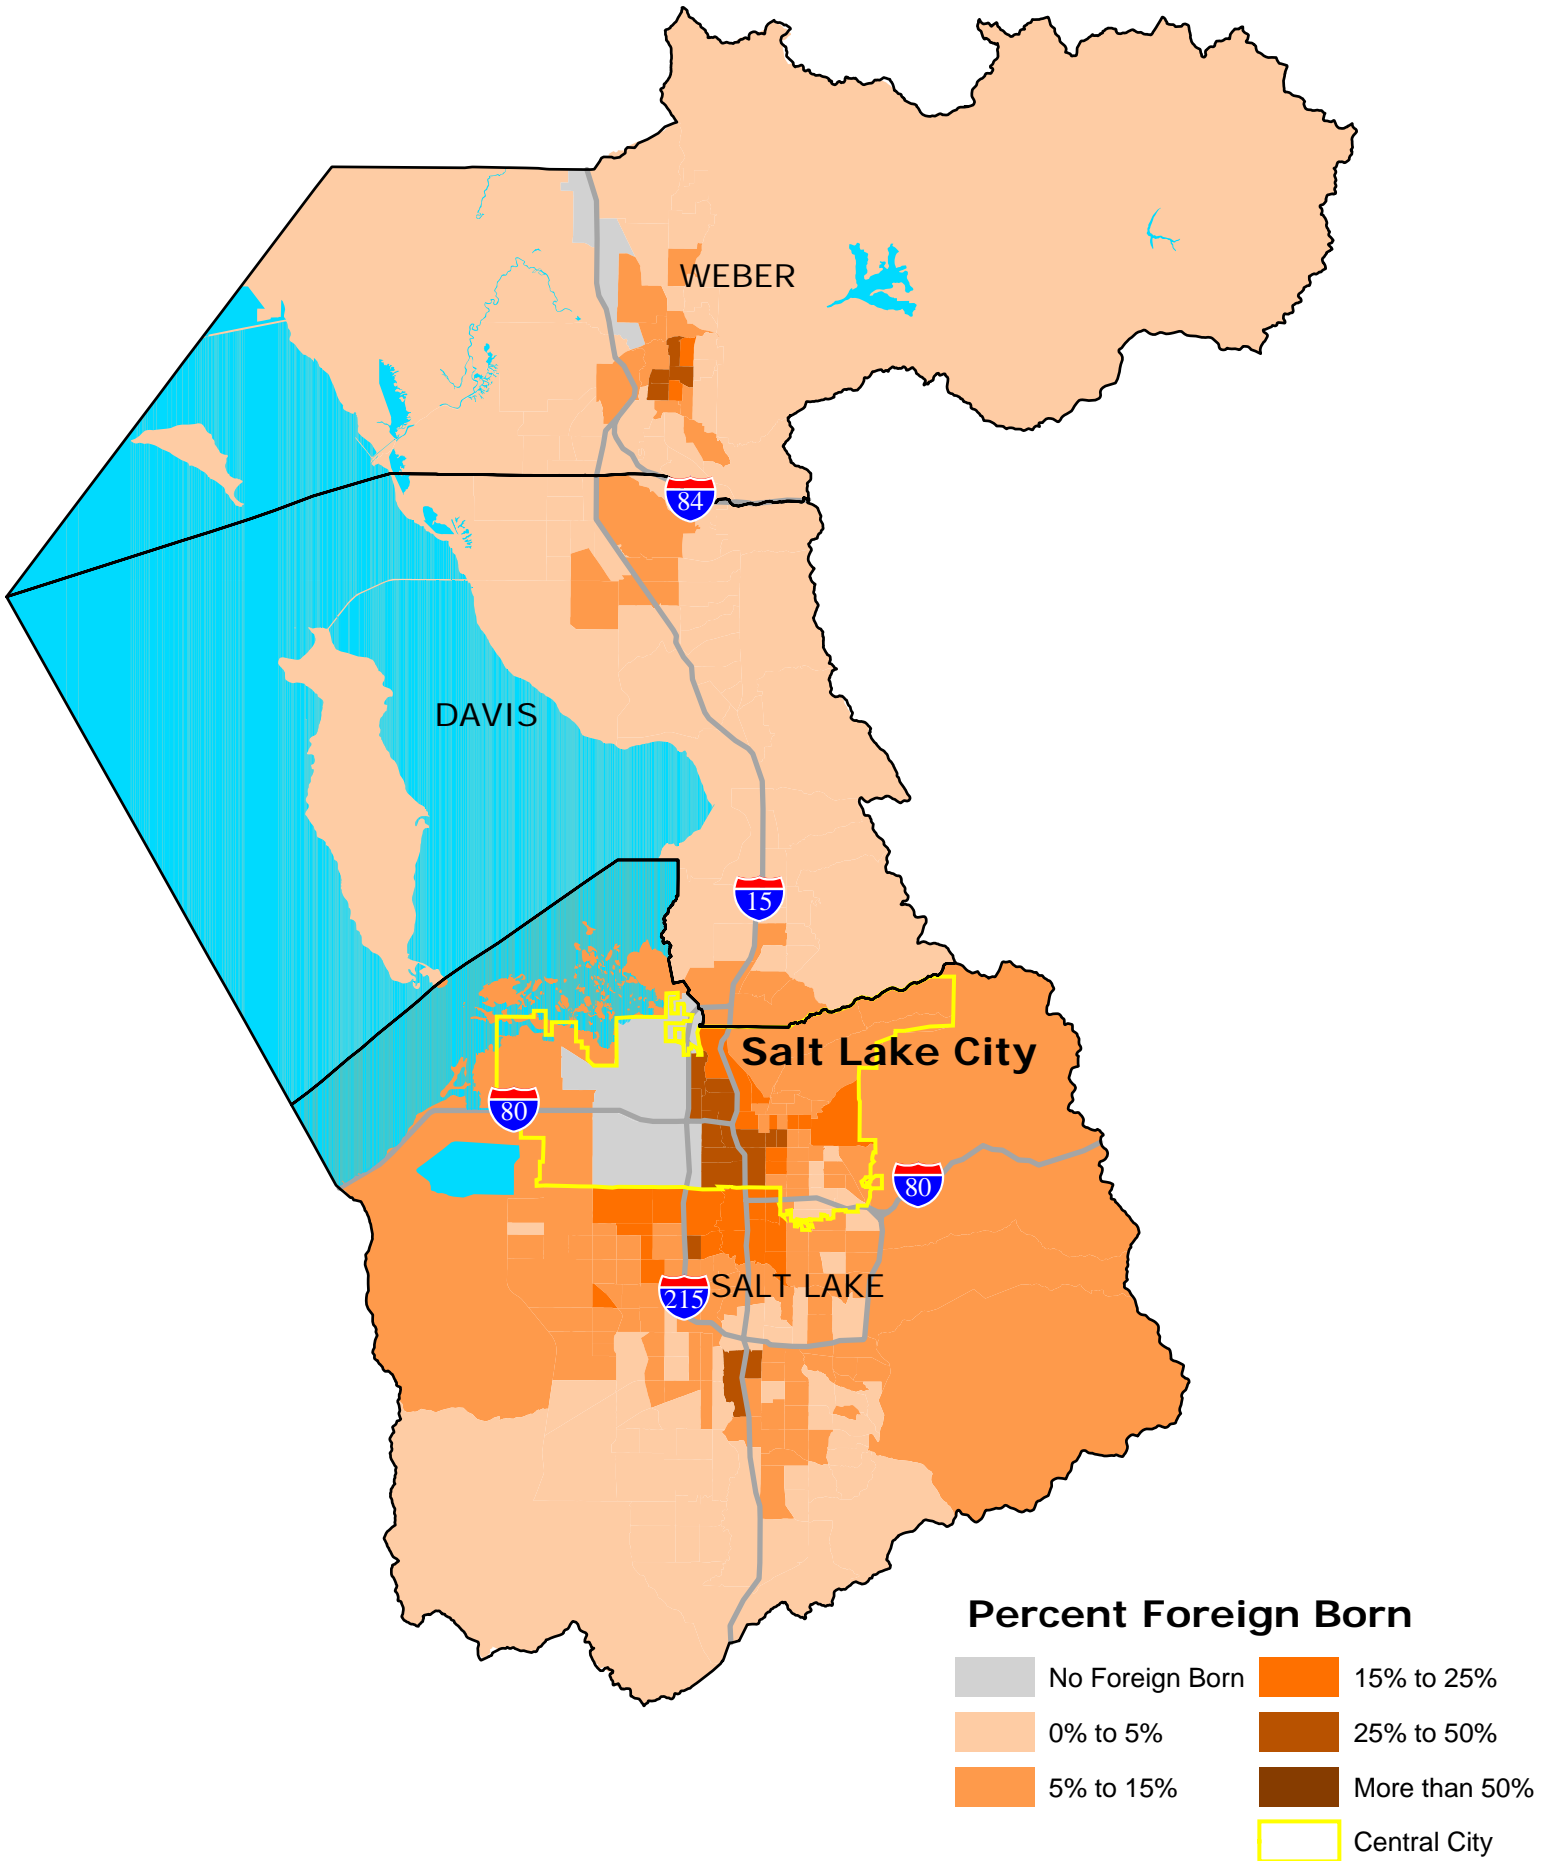 WEBER
84
DAVIS
15
Salt Lake City
80
80
SALT LAKE
215
Percent Foreign Born
No Foreign Born
15% to 25%
0% to 5%
25% to 50%
5% to 15%
More than 50%
Central City